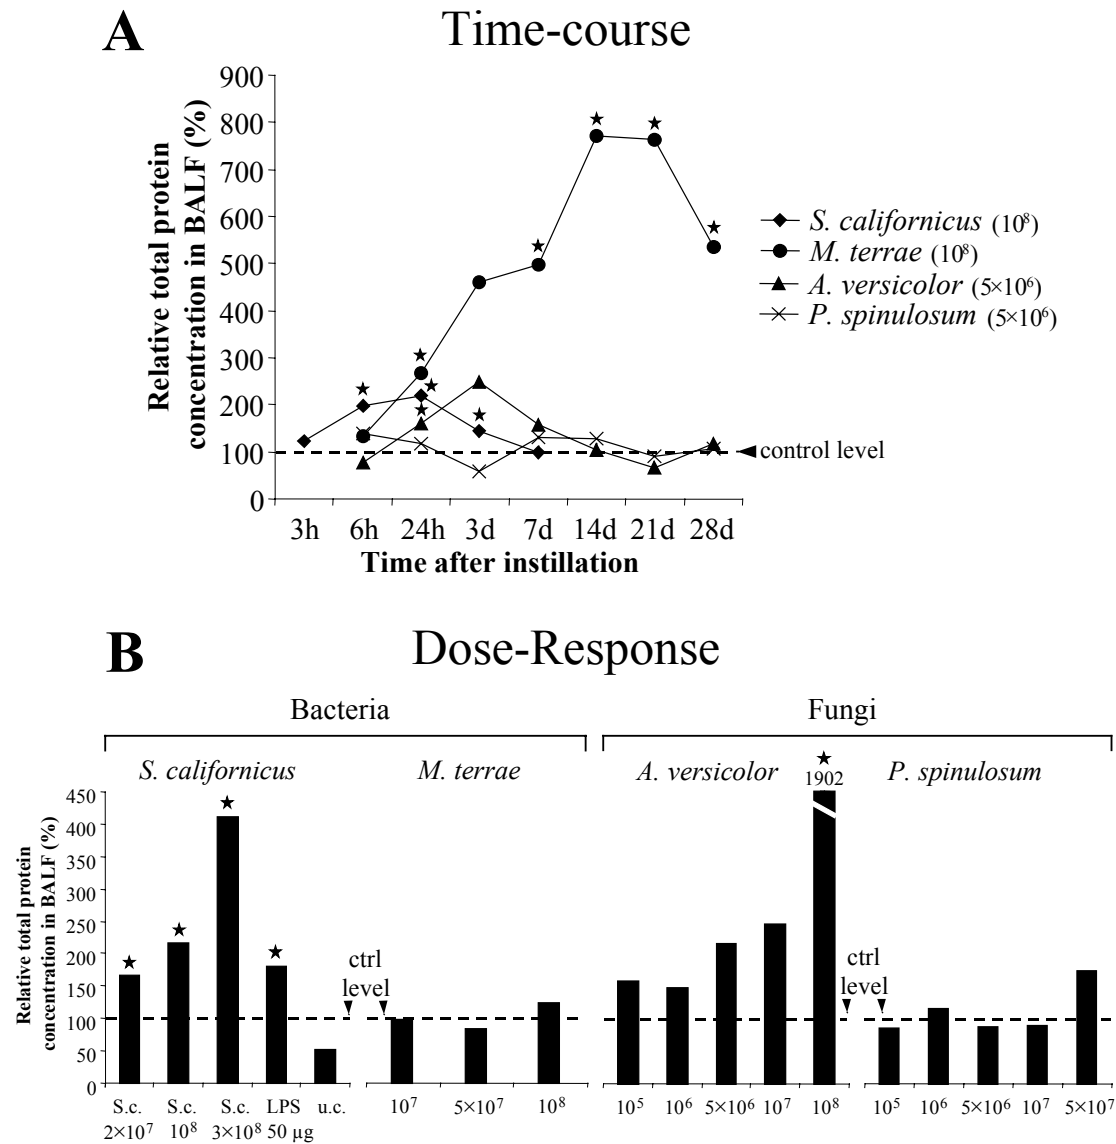 A
Time-course
Relative total protein
concentration in BALF (%)
900
800
700
600
500
400
300
200
100
0
★
★
★
★
★
★
★
★
★
S. californicus (10⁸)
M. terrae (10⁸)
A. versicolor (5×10⁶)
P. spinulosum (5×10⁶)
control level
3h 6h 24h 3d 7d 14d 21d 28d
Time after instillation
B
Dose-Response
Bacteria
Fungi
S. californicus
M. terrae
A. versicolor
P. spinulosum
★
1902
Relative total protein
concentration in BALF (%)
450
400
350
300
250
200
150
100
50
0
★
★
★
★
ctrl
level
ctrl
level
S.c. S.c. S.c. LPS u.c.
2×10⁷ 10⁸ 3×10⁸ 50 µg
10⁷ 5×10⁷ 10⁸
10⁵ 10⁶ 5×10⁶ 10⁷ 10⁸
10⁵ 10⁶ 5×10⁶ 10⁷ 5×10⁷